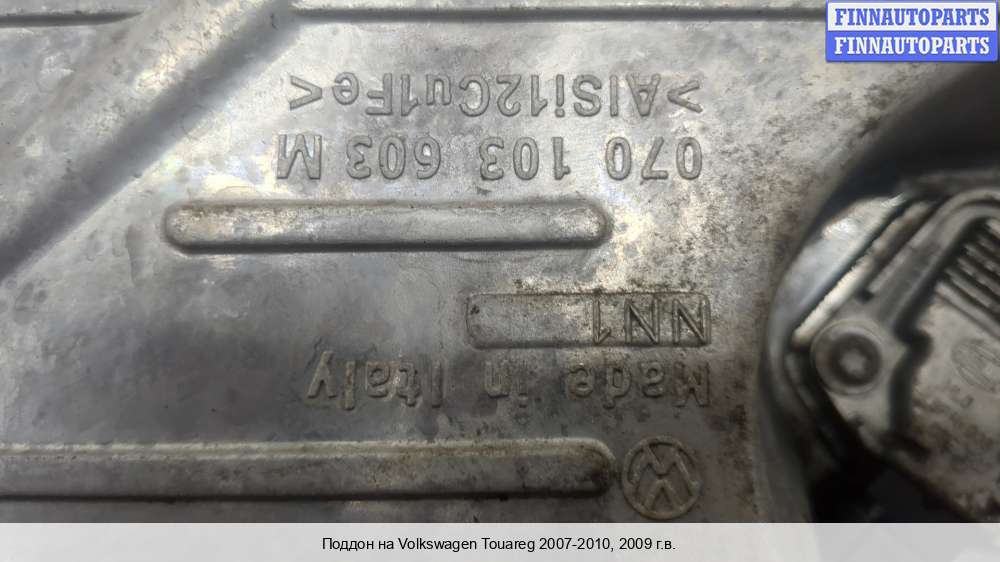 FINNAUTOPARTS
FINNAUTOPARTS
>AlSi12Cu1Fe<
070 103 603 M
NN1
Made in Italy
Поддон на Volkswagen Touareg 2007-2010, 2009 г.в.